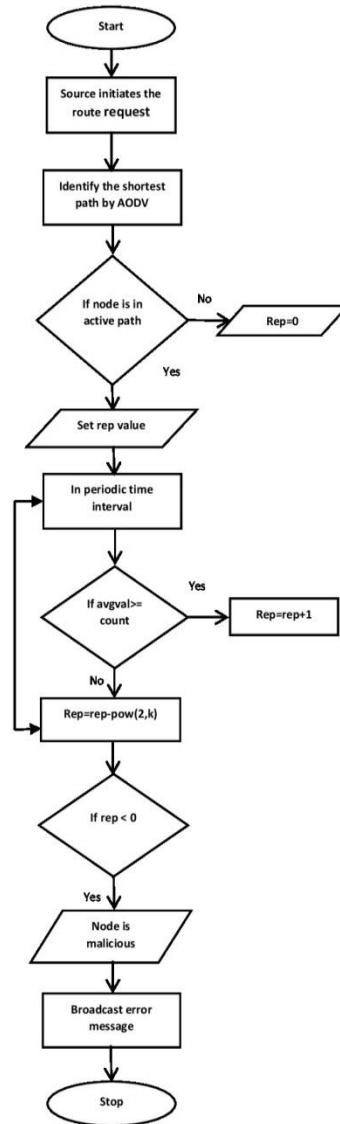 Start
Source initiates the
route request
Identify the shortest
path by AODV
If node is in
active path
No
Rep=0
Yes
Set rep value
In periodic time
interval
If avgval>=
count
Yes
Rep=rep+1
No
Rep=rep-pow(2,k)
If rep < 0
Yes
Node is
malicious
Broadcast error
message
Stop